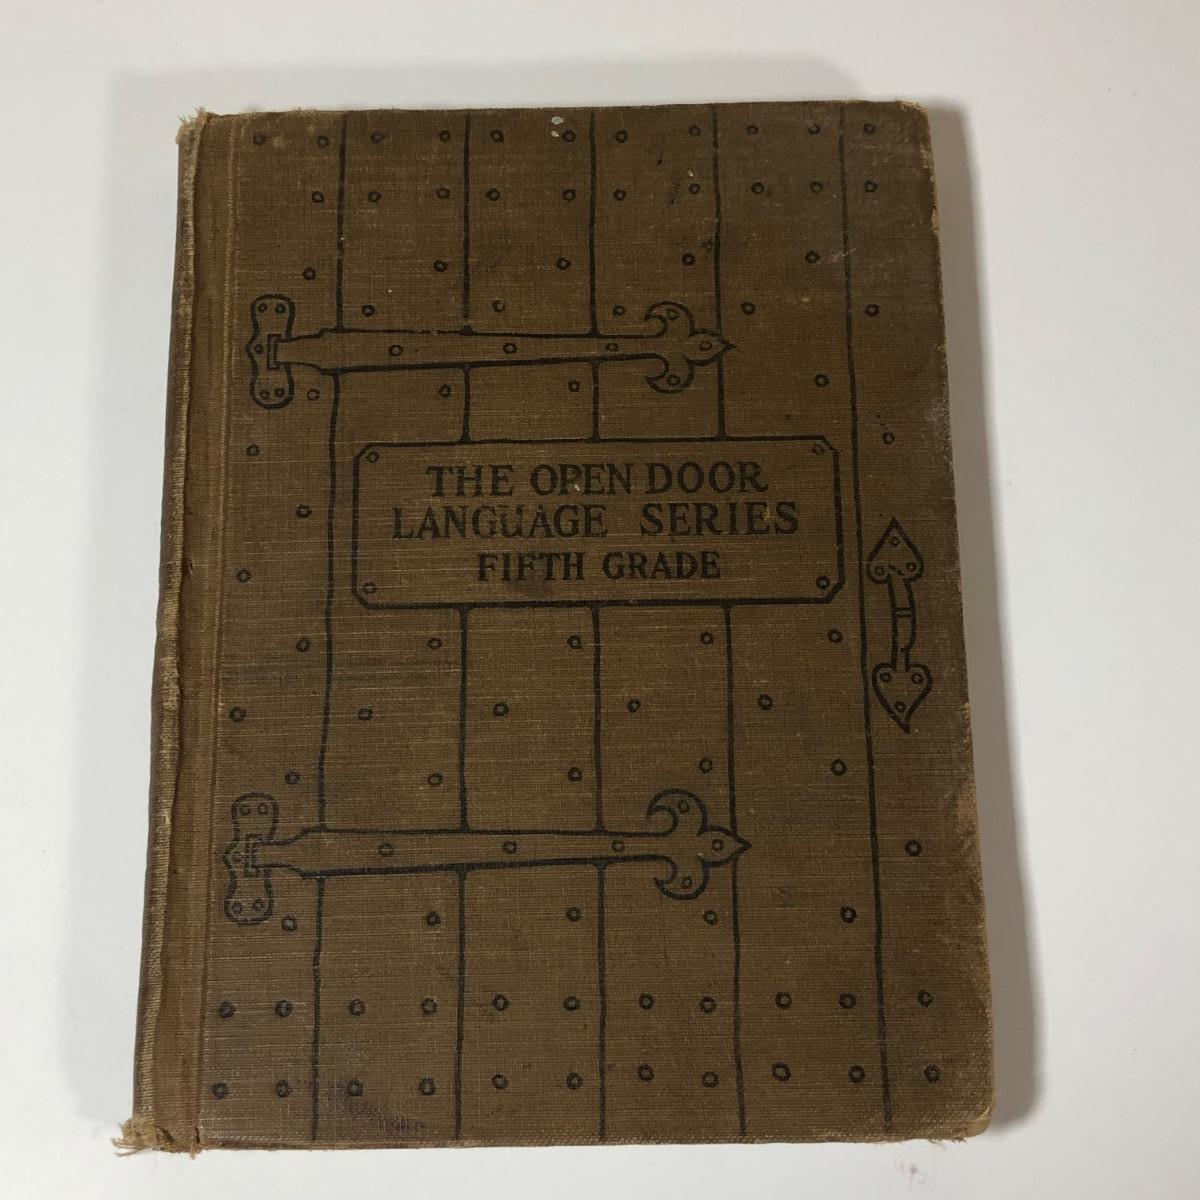 THE OPEN DOOR
LANGUAGE SERIES
FIFTH GRADE